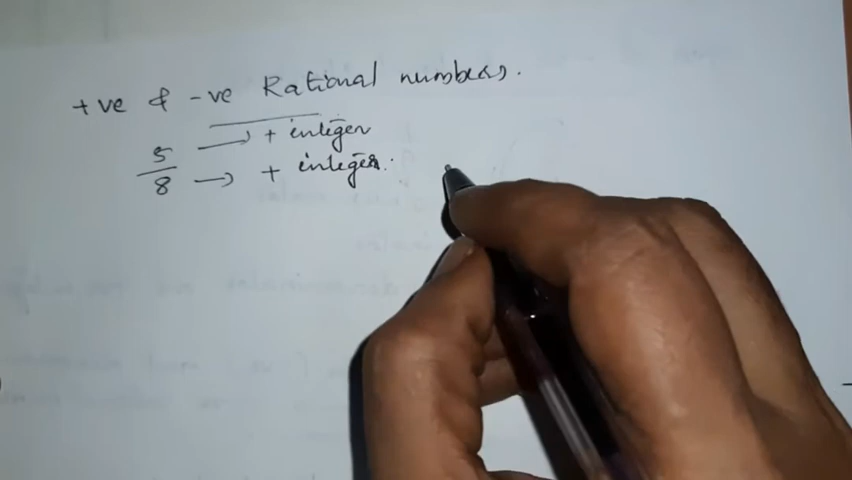 +ve & -ve Rational numbers.
5/8 → + integer
→ + integer.